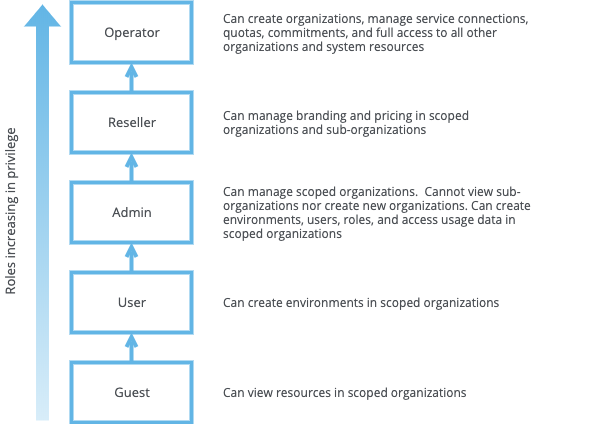 Operator
Can create organizations, manage service connections,
quotas, commitments, and full access to all other
organizations and system resources
Reseller
Can manage branding and pricing in scoped
organizations and sub-organizations
Admin
Can manage scoped organizations.  Cannot view sub-
organizations nor create new organizations. Can create
environments, users, roles, and access usage data in
scoped organizations
User
Can create environments in scoped organizations
Guest
Can view resources in scoped organizations
Roles increasing in privilege